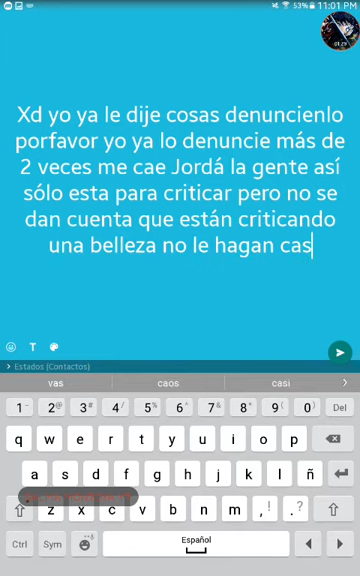 53% 11:01 PM
01:29
Xd yo ya le dije cosas denuncienlo
porfavor yo ya lo denuncie más de
2 veces me cae Jordá la gente así
sólo esta para criticar pero no se
dan cuenta que están criticando
una belleza no le hagan cas
T
> Estados (Contactos)
vas caos casi
1 2@ 3# 4/ 5% 6^ 7& 8* 9( 0) Del
q w e r t y u i o p
a s d f g h j k l ñ
z x c v b n m ,! .?
Ctrl Sym Español